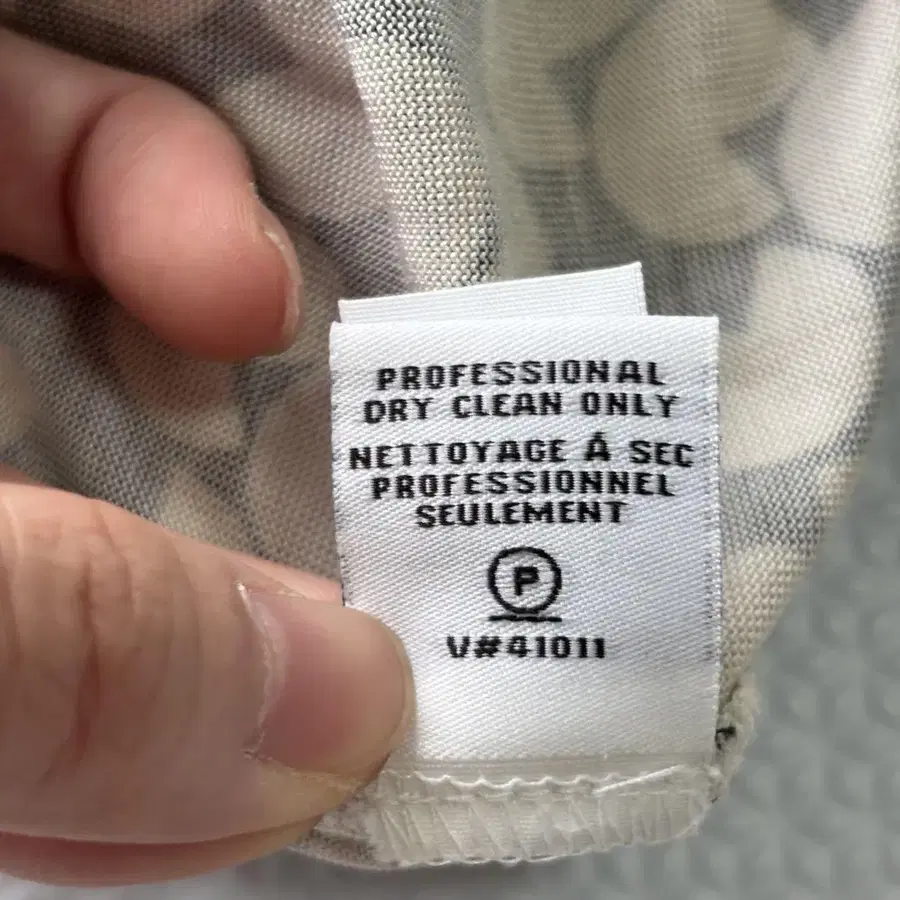 PROFESSIONAL
DRY CLEAN ONLY
NETTOYAGE Á SEC
PROFESSIONNEL
SEULEMENT
P
V#41011